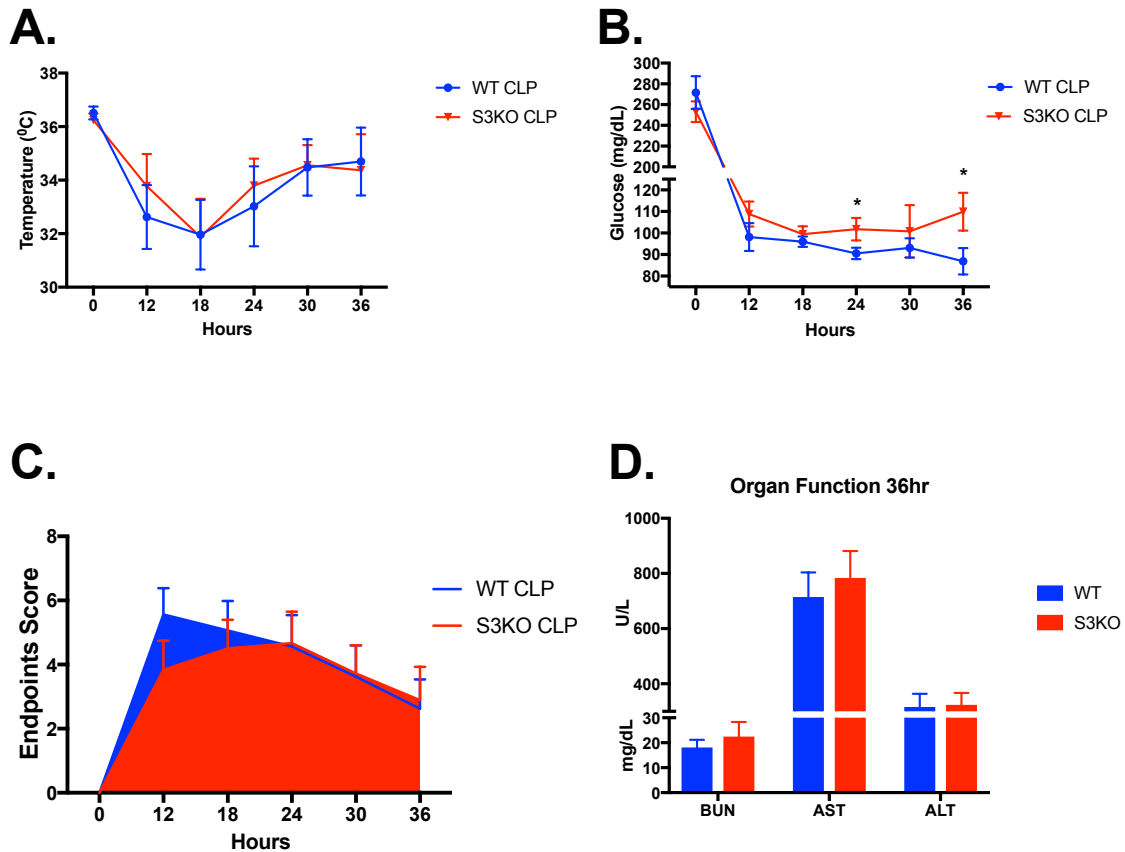 A.
38
36
34
32
30
Temperature (⁰C)
0 12 18 24 30 36
Hours
WT CLP
S3KO CLP
B.
300
280
260
240
220
200
120
110
100
90
80
Glucose (mg/dL)
*
*
0 12 18 24 30 36
Hours
WT CLP
S3KO CLP
C.
8
6
4
2
0
Endpoints Score
0 12 18 24 30 36
Hours
WT CLP
S3KO CLP
D.
Organ Function 36hr
1000
800
600
400
30
20
10
0
U/L
mg/dL
BUN AST ALT
WT
S3KO